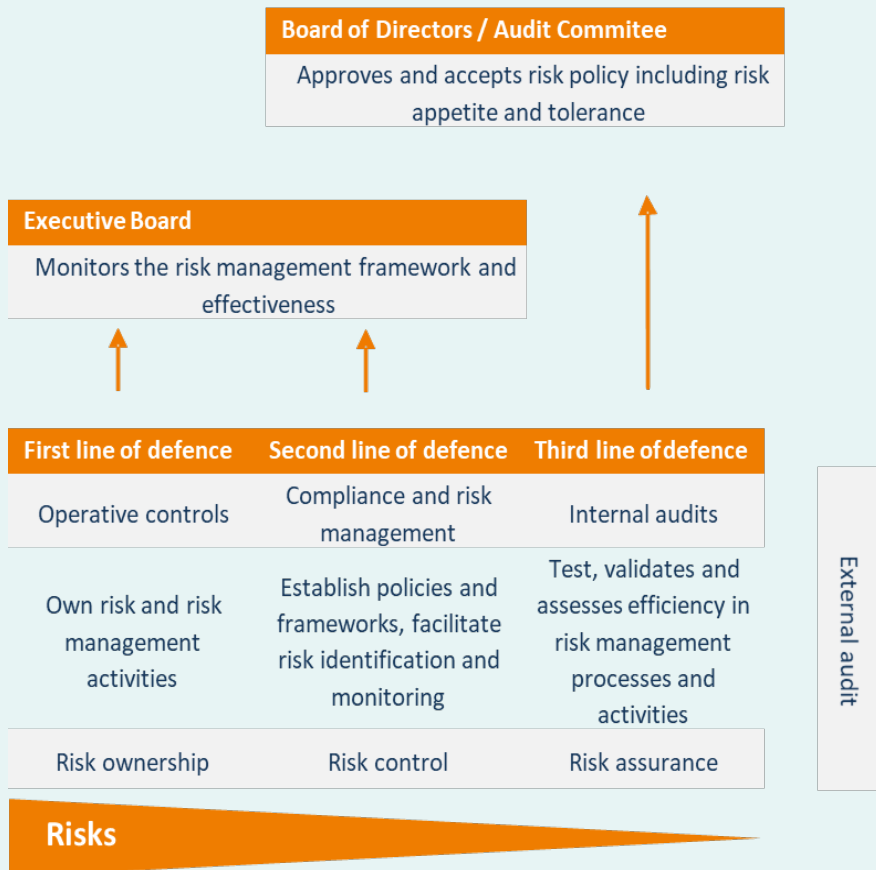 Board of Directors / Audit Commitee
Approves and accepts risk policy including risk
appetite and tolerance
Executive Board
Monitors the risk management framework and
effectiveness
First line of defence
Second line of defence
Third line ofdefence
Operative controls
Compliance and risk
management
Internal audits
Own risk and risk
management
activities
Establish policies and
frameworks, facilitate
risk identification and
monitoring
Test, validates and
assesses efficiency in
risk management
processes and
activities
Risk ownership
Risk control
Risk assurance
External audit
Risks